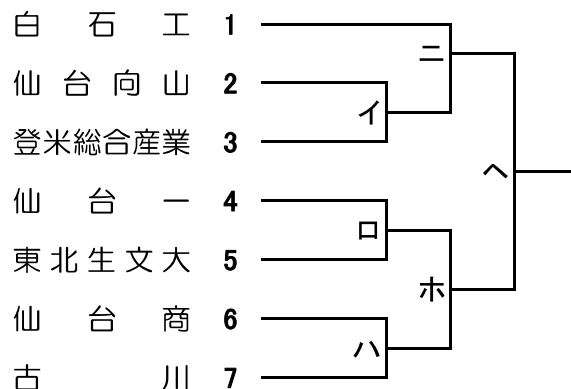 白石工 1
仙台向山 2
登米総合産業 3
仙台一 4
東北生文大 5
仙台商 6
古川 7
ニ
イ
ヘ
ロ
ホ
ハ